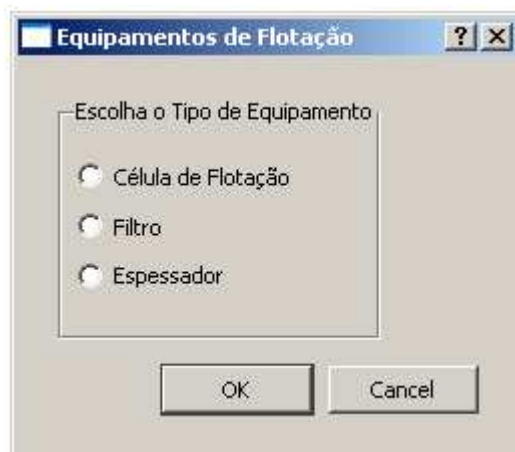 Equipamentos de Flotação
Escolha o Tipo de Equipamento
Célula de Flotação
Filtro
Espessador
OK
Cancel